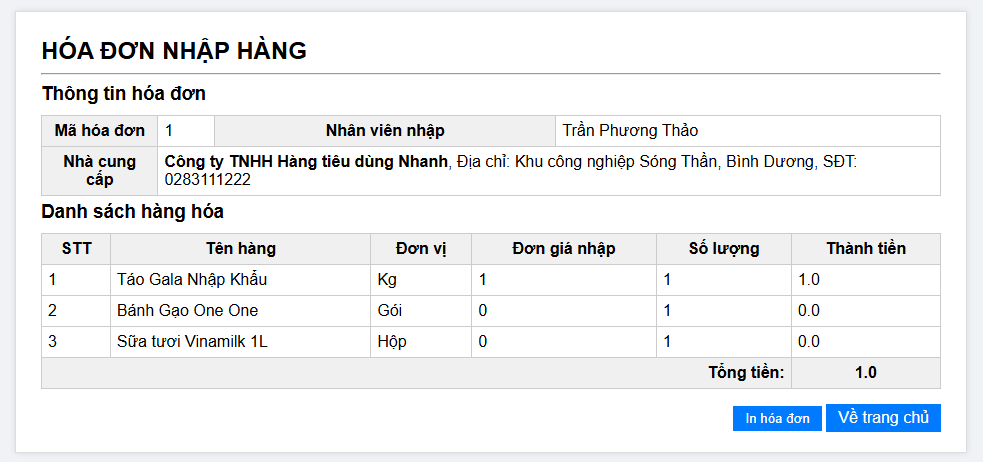 HÓA ĐƠN NHẬP HÀNG
Thông tin hóa đơn
Mã hóa đơn 1 Nhân viên nhập Trần Phương Thảo
Nhà cung cấp Công ty TNHH Hàng tiêu dùng Nhanh, Địa chỉ: Khu công nghiệp Sóng Thần, Bình Dương, SĐT: 0283111222
Danh sách hàng hóa
STT Tên hàng Đơn vị Đơn giá nhập Số lượng Thành tiền
1 Táo Gala Nhập Khẩu Kg 1 1 1.0
2 Bánh Gạo One One Gói 0 1 0.0
3 Sữa tươi Vinamilk 1L Hộp 0 1 0.0
Tổng tiền: 1.0
In hóa đơn Về trang chủ